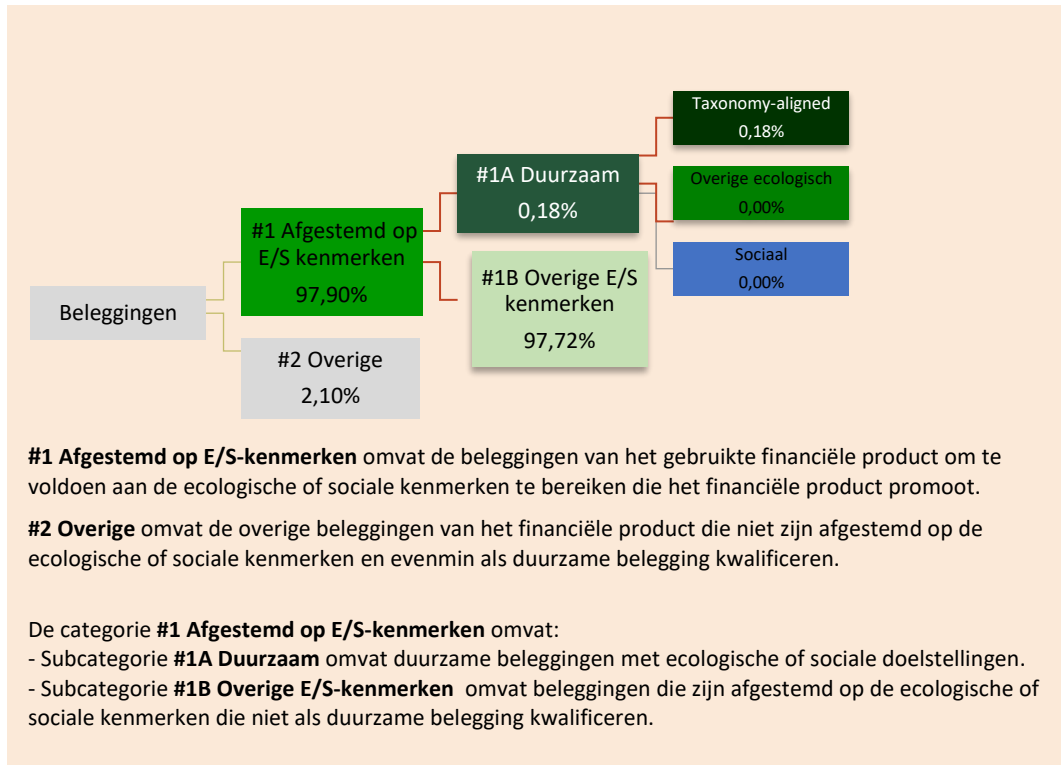 Taxonomy-aligned
0,18%
#1A Duurzaam
0,18%
Overige ecologisch
0,00%
#1 Afgestemd op
E/S kenmerken
97,90%
Sociaal
0,00%
#1B Overige E/S
kenmerken
97,72%
Beleggingen
#2 Overige
2,10%
#1 Afgestemd op E/S-kenmerken omvat de beleggingen van het gebruikte financiële product om te
voldoen aan de ecologische of sociale kenmerken te bereiken die het financiële product promoot.
#2 Overige omvat de overige beleggingen van het financiële product die niet zijn afgestemd op de
ecologische of sociale kenmerken en evenmin als duurzame belegging kwalificeren.
De categorie #1 Afgestemd op E/S-kenmerken omvat:
- Subcategorie #1A Duurzaam omvat duurzame beleggingen met ecologische of sociale doelstellingen.
- Subcategorie #1B Overige E/S-kenmerken omvat beleggingen die zijn afgestemd op de ecologische of
sociale kenmerken die niet als duurzame belegging kwalificeren.